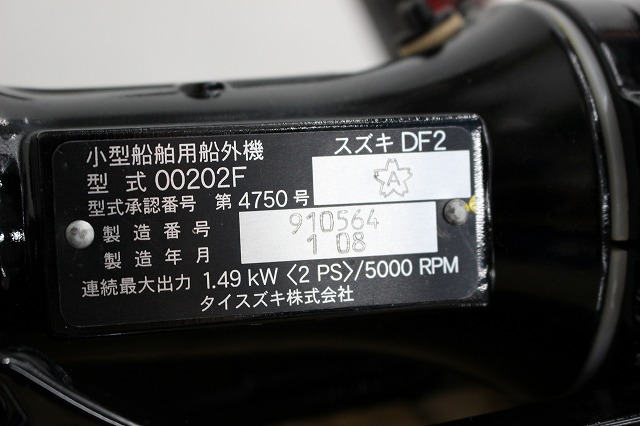 小型船舶用船外機 スズキ DF2
型式 00202F
A
型式承認番号 第 4750 号
製造番号 910564
製造年月 1 08
連続最大出力 1.49 kW 〈2 PS〉/5000 RPM
タイスズキ株式会社